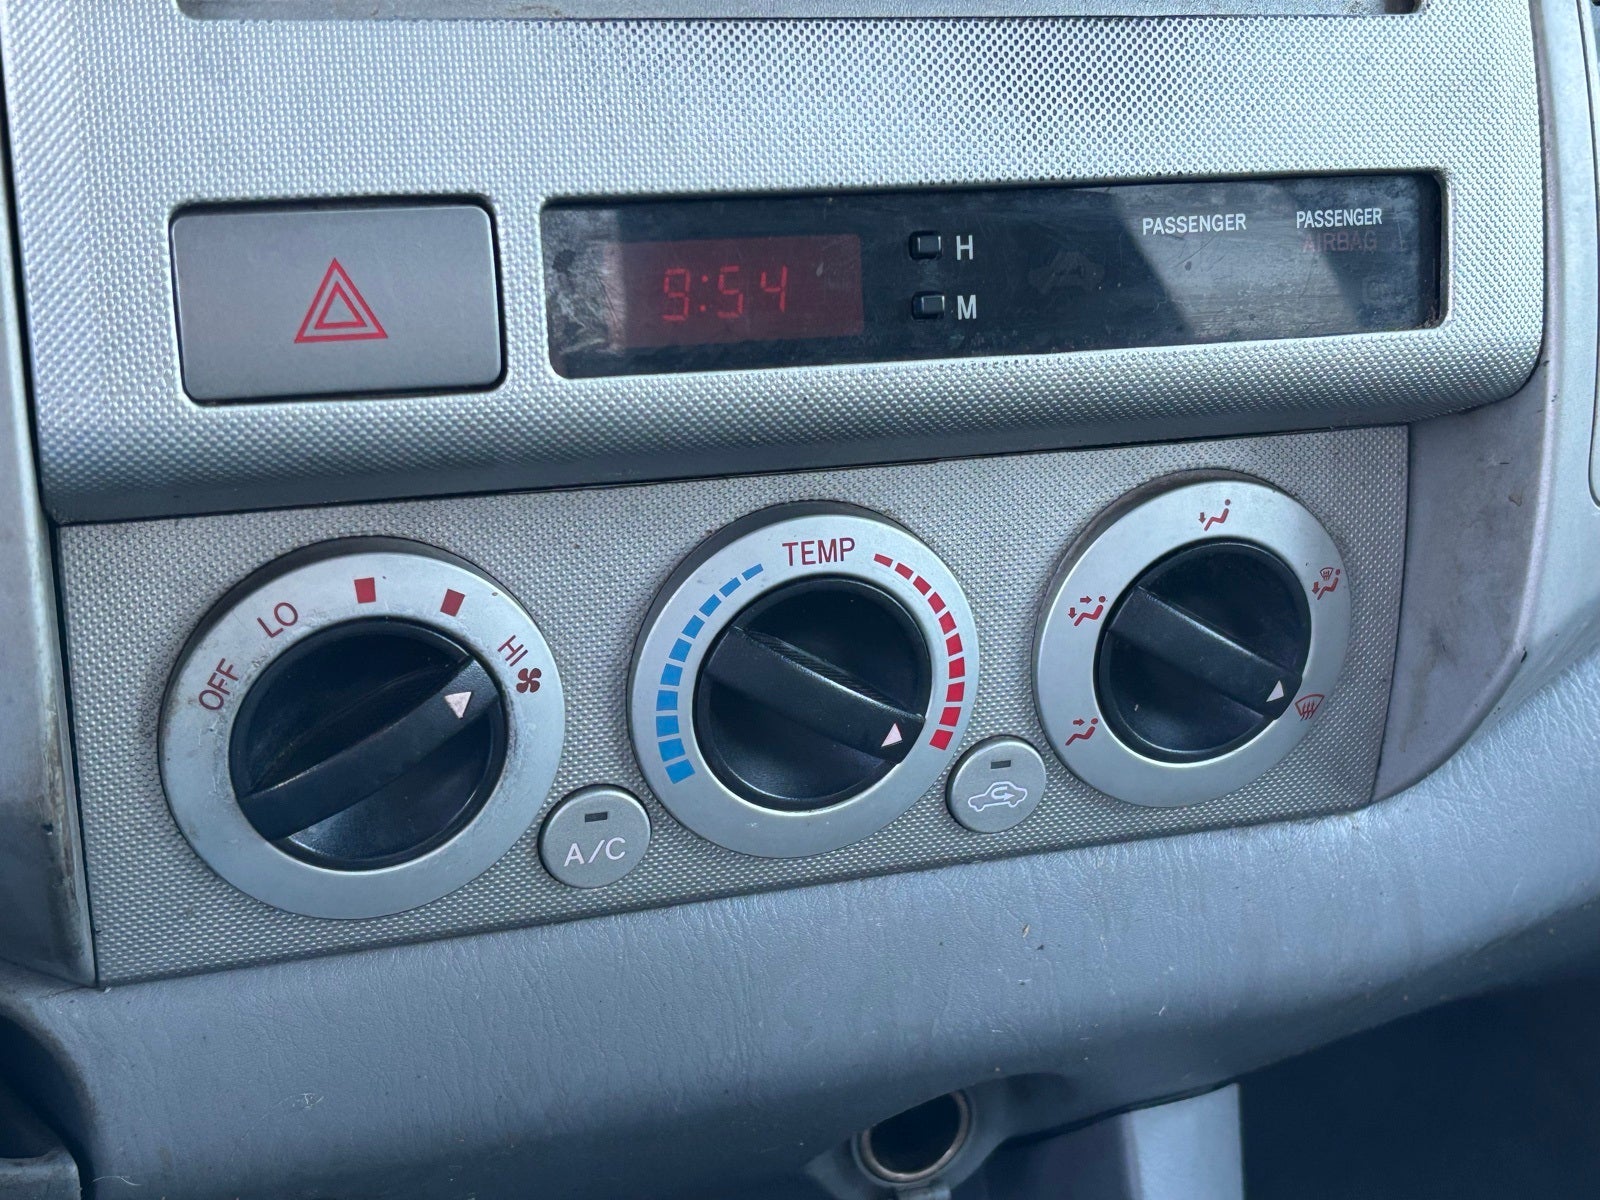 9:54
H
M
PASSENGER
PASSENGER
AIRBAG
OFF
LO
HI
TEMP
A/C